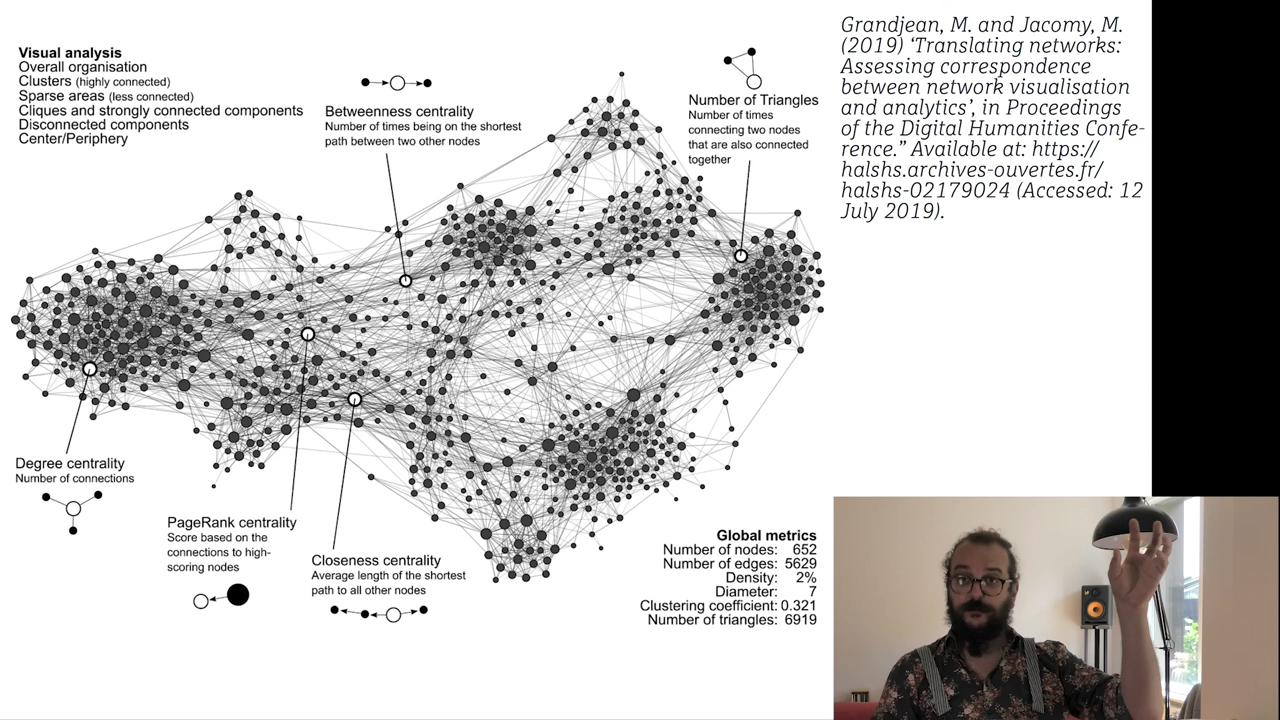 Visual analysis
Overall organisation
Clusters (highly connected)
Sparse areas (less connected)
Cliques and strongly connected components
Disconnected components
Center/Periphery
Betweenness centrality
Number of times being on the shortest
path between two other nodes
Number of Triangles
Number of times
connecting two nodes
that are also connected
together
Grandjean, M. and Jacomy, M.
(2019) ‘Translating networks:
Assessing correspondence
between network visualisation
and analytics’, in Proceedings
of the Digital Humanities Confe-
rence.” Available at: https://
halshs.archives-ouvertes.fr/
halshs-02179024 (Accessed: 12
July 2019).
Degree centrality
Number of connections
PageRank centrality
Score based on the
connections to high-
scoring nodes
Closeness centrality
Average length of the shortest
path to all other nodes
Global metrics
Number of nodes: 652
Number of edges: 5629
Density: 2%
Diameter: 7
Clustering coefficient: 0.321
Number of triangles: 6919